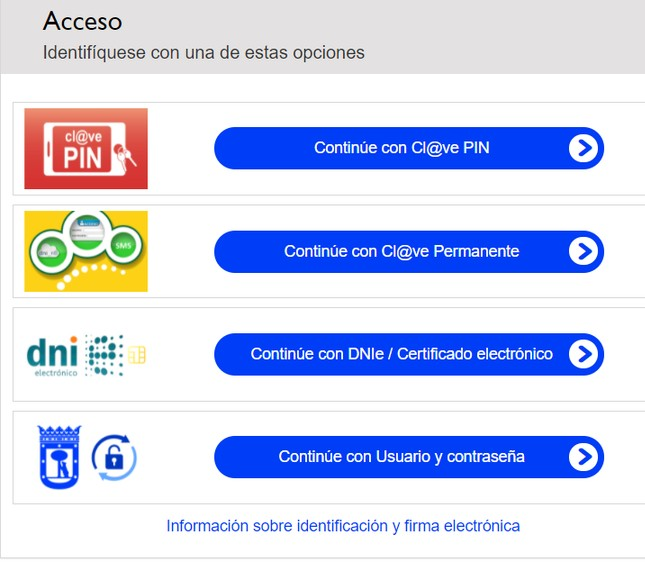 Acceso
Identifíquese con una de estas opciones
cl@ve
PIN
Continúe con Cl@ve PIN
SMS
Continúe con Cl@ve Permanente
dni
electrónico
Continúe con DNIe / Certificado electrónico
Continúe con Usuario y contraseña
Información sobre identificación y firma electrónica